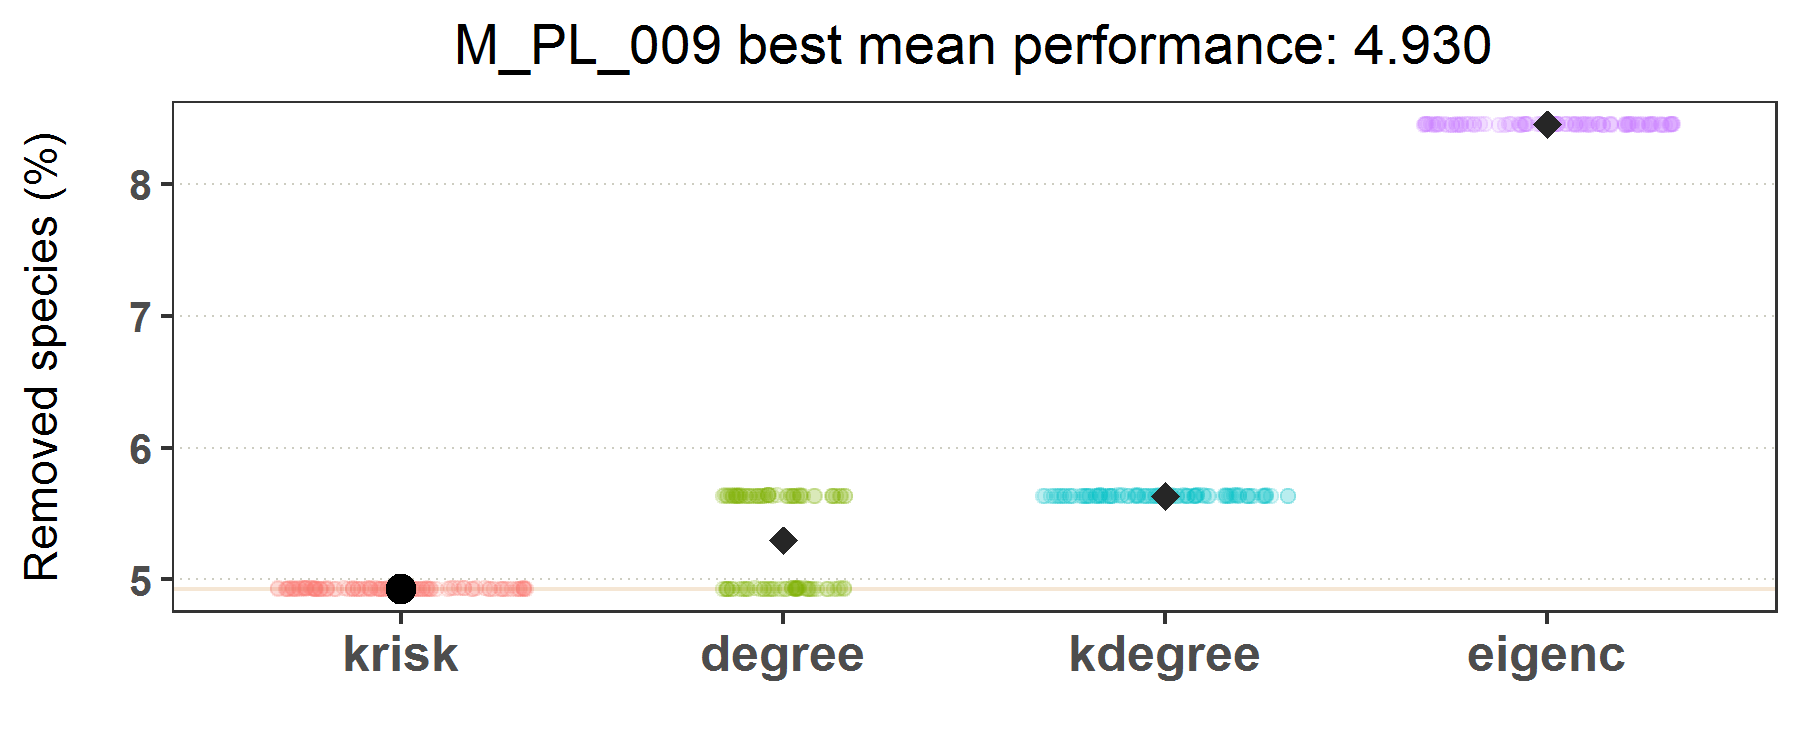 M_PL_009 best mean performance: 4.930
Removed species (%)
8
7
6
5
krisk degree kdegree eigenc